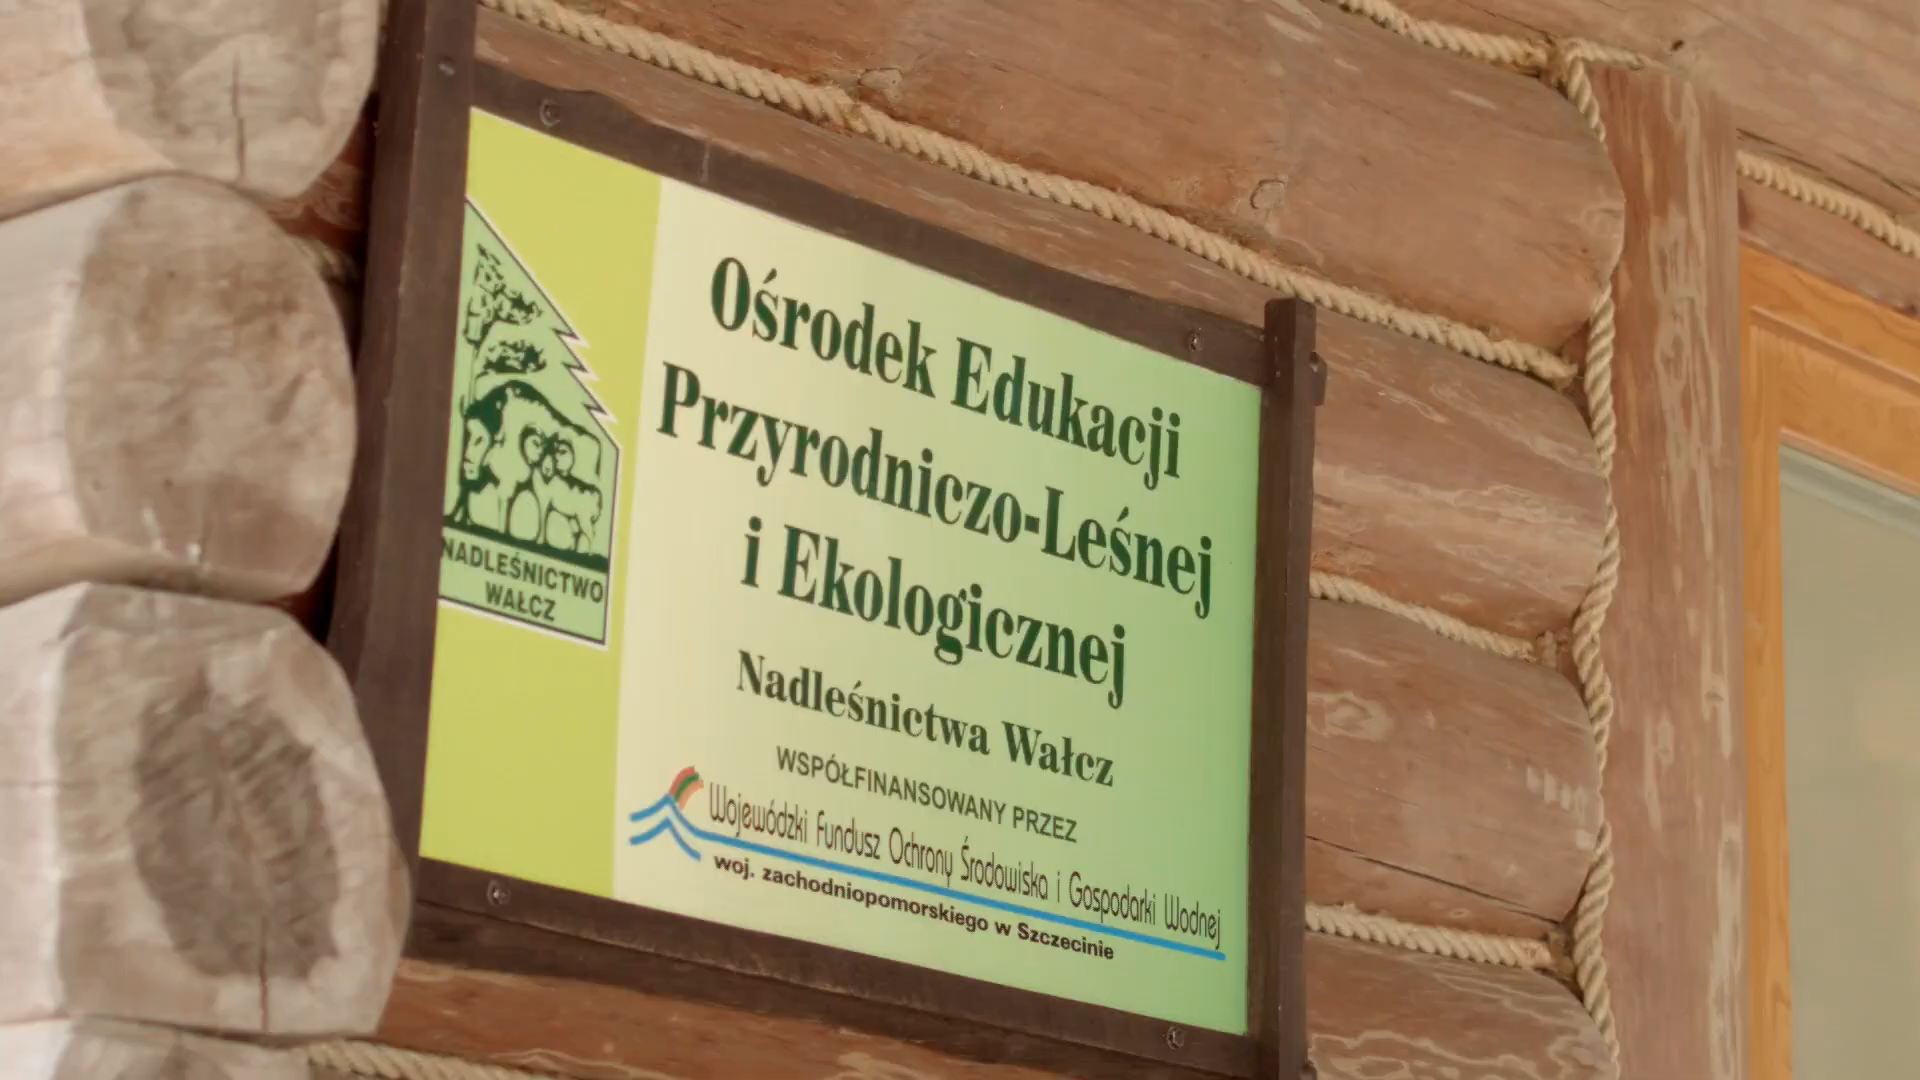 NADLEŚNICTWO
WAŁCZ
Ośrodek Edukacji
Przyrodniczo-Leśnej
i Ekologicznej
Nadleśnictwa Wałcz
WSPÓŁFINANSOWANY PRZEZ
Wojewódzki Fundusz Ochrony Środowiska i Gospodarki Wodnej
woj. zachodniopomorskiego w Szczecinie